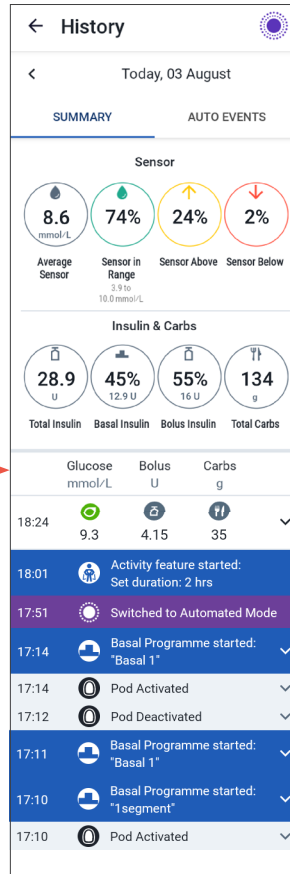 History
Today, 03 August
SUMMARY AUTO EVENTS
Sensor
8.6 74% 24% 2%
mmol/L
Average Sensor in Sensor Above Sensor Below
Sensor Range
3.9 to
10.0 mmol/L
Insulin & Carbs
28.9 45% 55% 134
U 12.9 U 16 U g
Total Insulin Basal Insulin Bolus Insulin Total Carbs
Glucose Bolus Carbs
mmol/L U g
18:24 9.3 4.15 35
18:01 Activity feature started:
Set duration: 2 hrs
17:51 Switched to Automated Mode
17:14 Basal Programme started:
"Basal 1"
17:14 Pod Activated
17:12 Pod Deactivated
17:11 Basal Programme started:
"Basal 1"
17:10 Basal Programme started:
"1segment"
17:10 Pod Activated